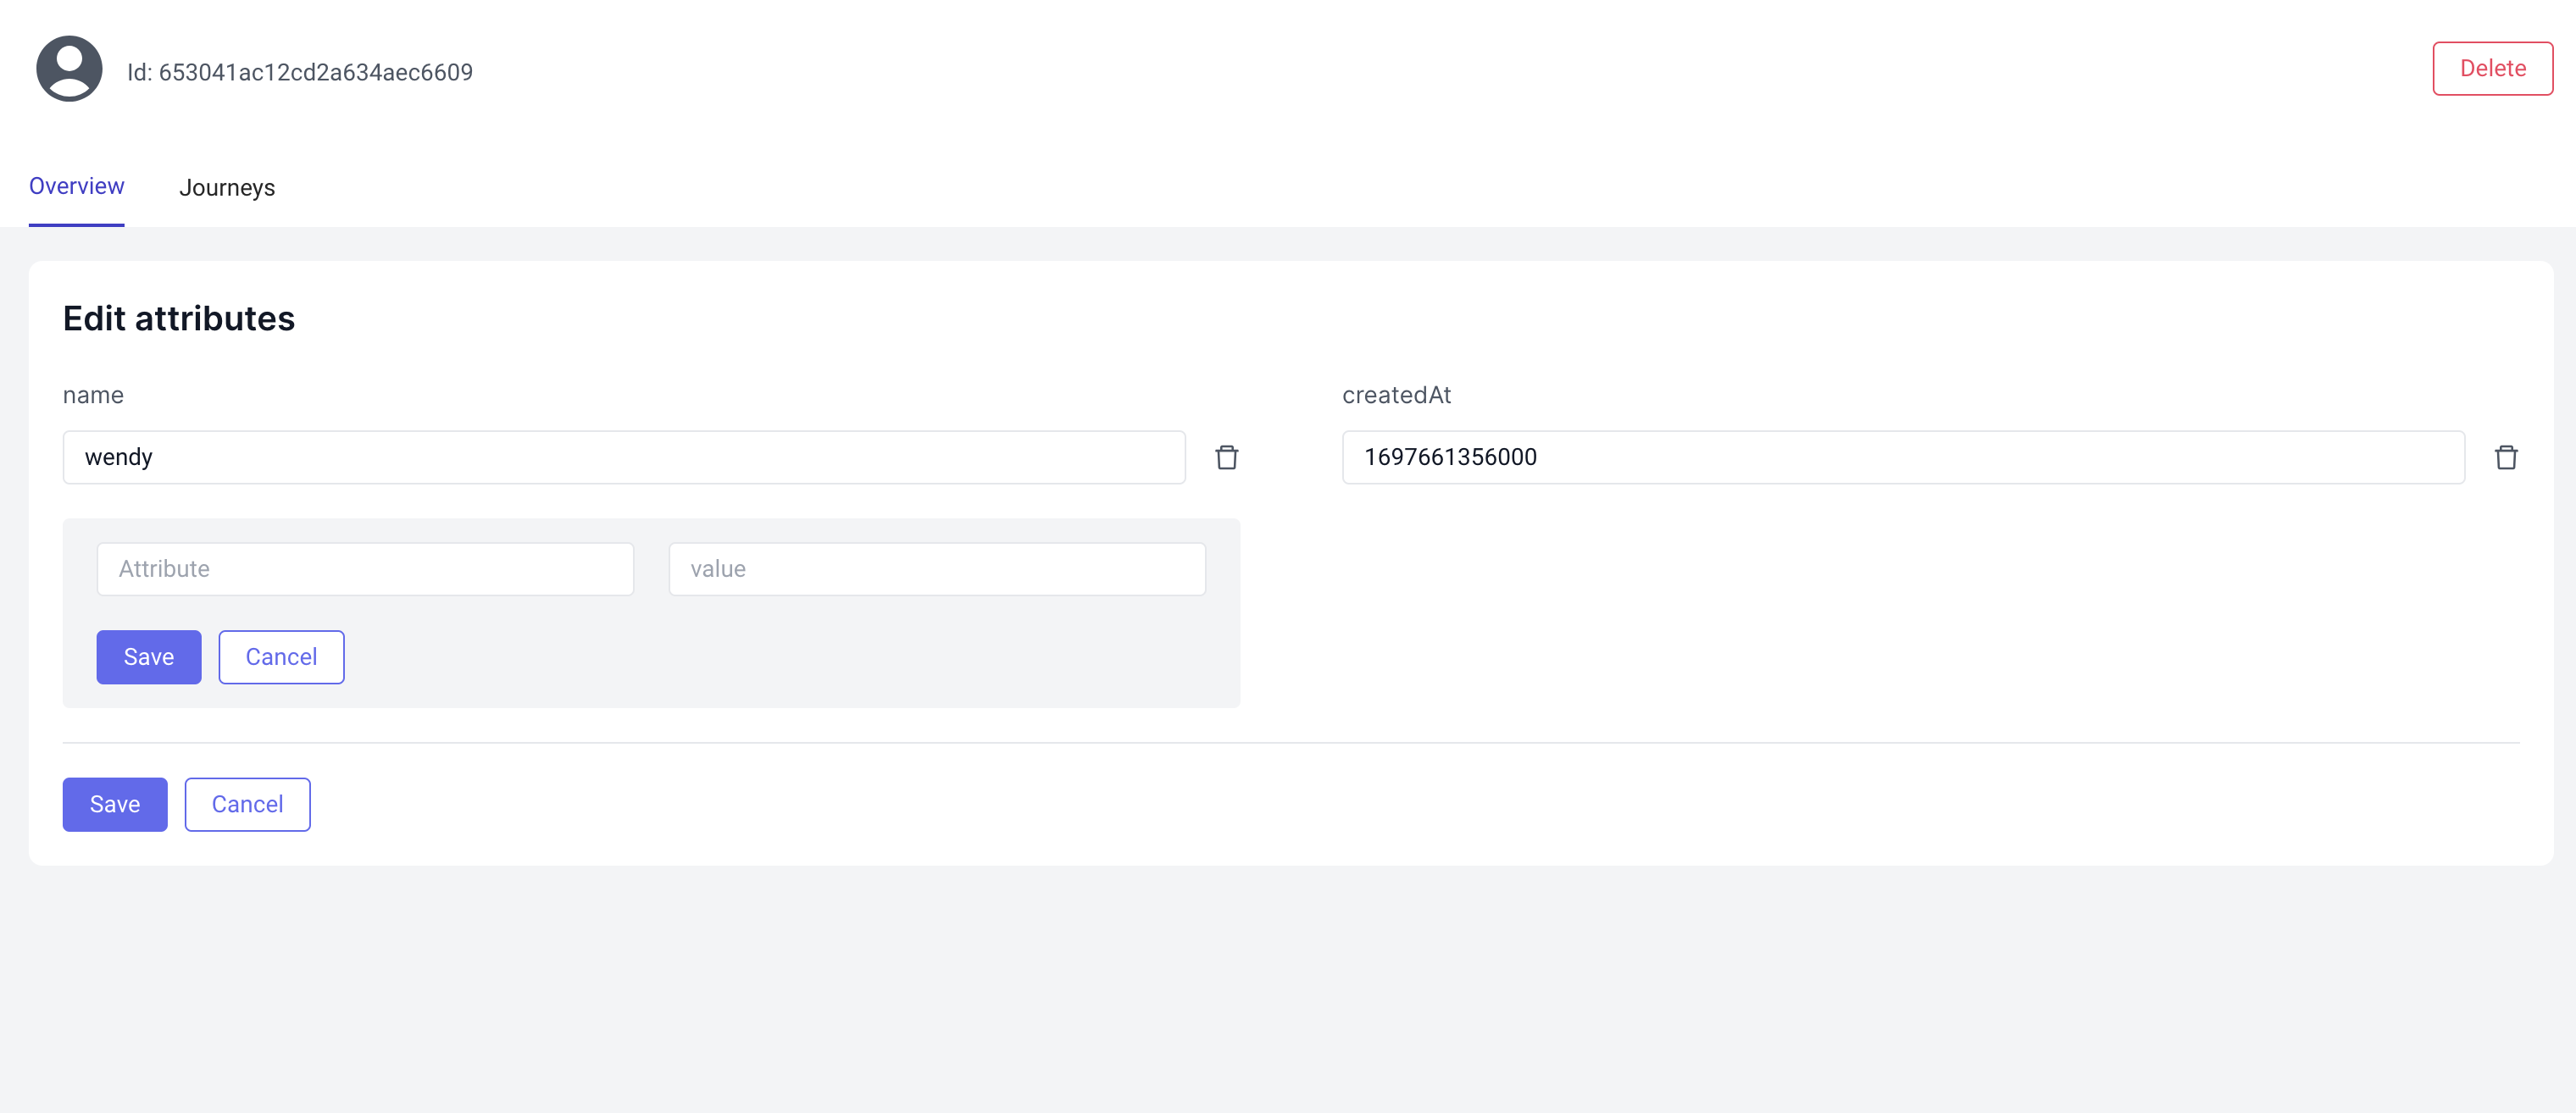 Id: 653041ac12cd2a634aec6609
Delete
Overview Journeys
Edit attributes
name createdAt
wendy 1697661356000
Attribute value
Save Cancel
Save Cancel